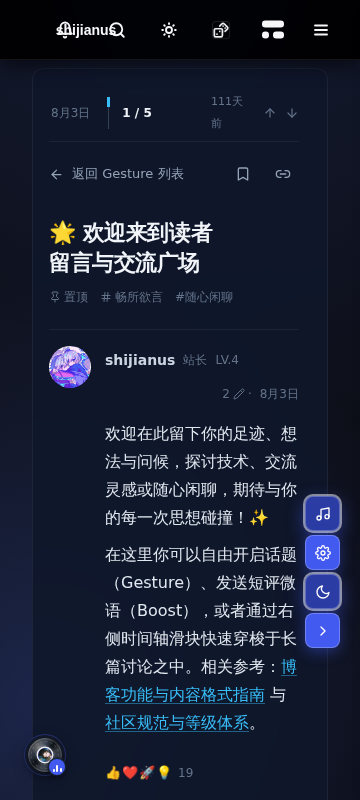 shijianus
8月3日
1 / 5
111天
前
返回 Gesture 列表
🌟 欢迎来到读者
留言与交流广场
置顶 # 畅所欲言 #随心闲聊
shijianus 站长 LV.4
2 · 8月3日
欢迎在此留下你的足迹、想
法与问候，探讨技术、交流
灵感或随心闲聊，期待与你
的每一次思想碰撞！✨
在这里你可以自由开启话题
（Gesture）、发送短评微
语（Boost），或者通过右
侧时间轴滑块快速穿梭于长
篇讨论之中。相关参考：博
客功能与内容格式指南 与
社区规范与等级体系。
👍❤️🚀💡 19